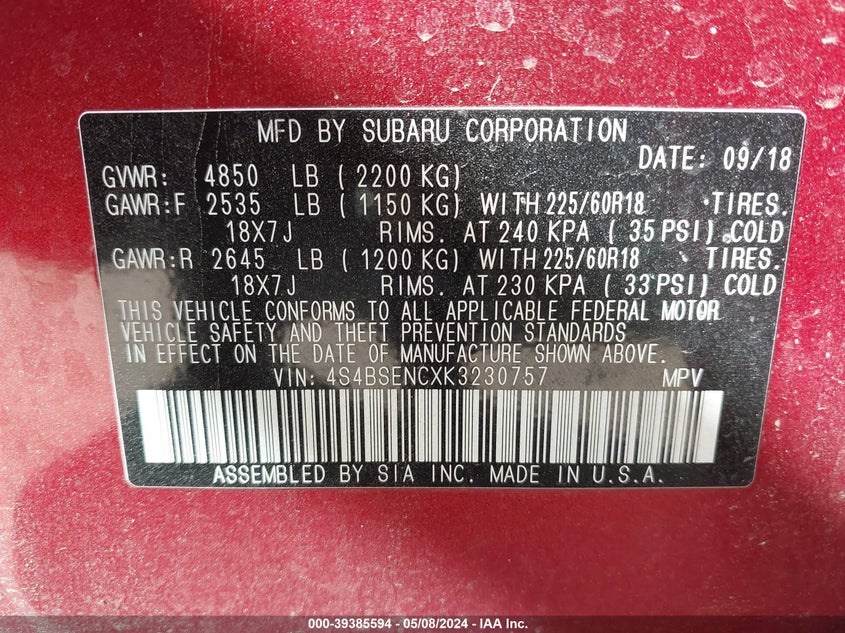 MFD BY SUBARU CORPORATION
DATE: 09/18
GVWR: 4850 LB ( 2200 KG)
GAWR:F 2535 LB ( 1150 KG) WITH 225/60R18 TIRES.
18X7J RIMS. AT 240 KPA ( 35 PSI) COLD
GAWR:R 2645 LB ( 1200 KG) WITH 225/60R18 TIRES.
18X7J RIMS. AT 230 KPA ( 33 PSI) COLD
THIS VEHICLE CONFORMS TO ALL APPLICABLE FEDERAL MOTOR
VEHICLE SAFETY AND THEFT PREVENTION STANDARDS
IN EFFECT ON THE DATE OF MANUFACTURE SHOWN ABOVE.
VIN: 4S4BSENCXK3230757 MPV
ASSEMBLED BY SIA INC. MADE IN U.S.A.
000-39385594 - 05/08/2024 - IAA Inc.